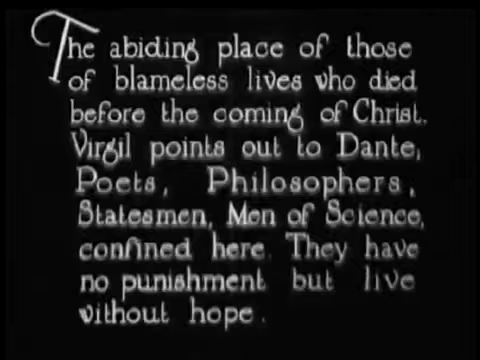 The abiding place of those
of blameless lives who died
before the coming of Christ.
Virgil points out to Dante,
Poets, Philosophers,
Statesmen, Men of Science,
confined here. They have
no punishment but live
without hope.